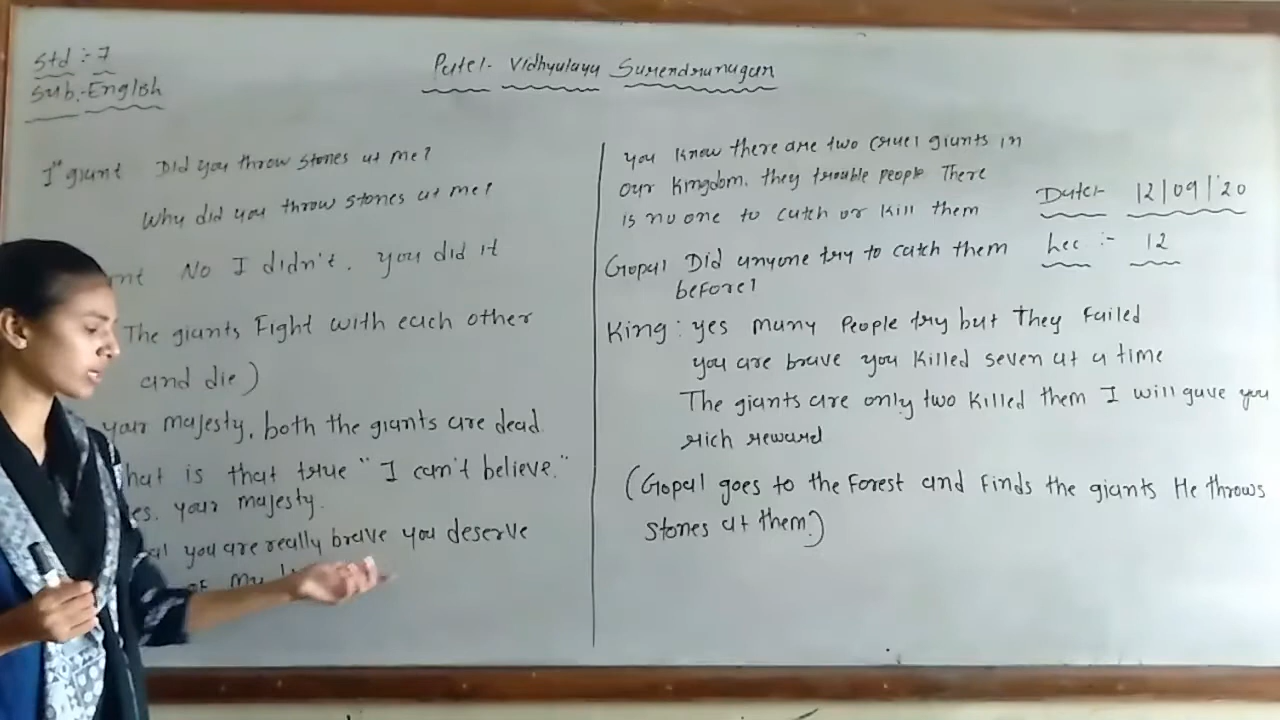 Std :- 7
Sub.- English
Patel- Vidhyalaya Surendranagar
1st giant Did you throw stones at me?
Why did you throw stones at me?
nt No I didn't. you did it
The giants Fight with each other
and die)
your majesty, both the giants are dead
hat is that true "I can't believe."
es. your majesty.
al you are really brave you deserve
of my
you know there are two cruel giants in
our kingdom. they trouble people There
is no one to catch or kill them
Gopal Did anyone try to catch them
before?
King: yes many People try but They Failed
you are brave you killed seven at a time
The giants are only two killed them I will gave you
rich reward
(Gopal goes to the Forest and Finds the giants He throws
stones at them.)
Date:- 12/09/'20
Lec :- 12